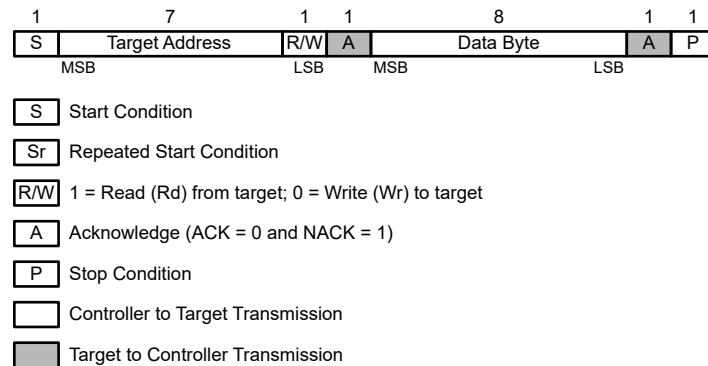 1 7 1 1 8 1 1
S Target Address R/W A Data Byte A P
MSB LSB MSB LSB
S Start Condition
Sr Repeated Start Condition
R/W 1 = Read (Rd) from target; 0 = Write (Wr) to target
A Acknowledge (ACK = 0 and NACK = 1)
P Stop Condition
Controller to Target Transmission
Target to Controller Transmission